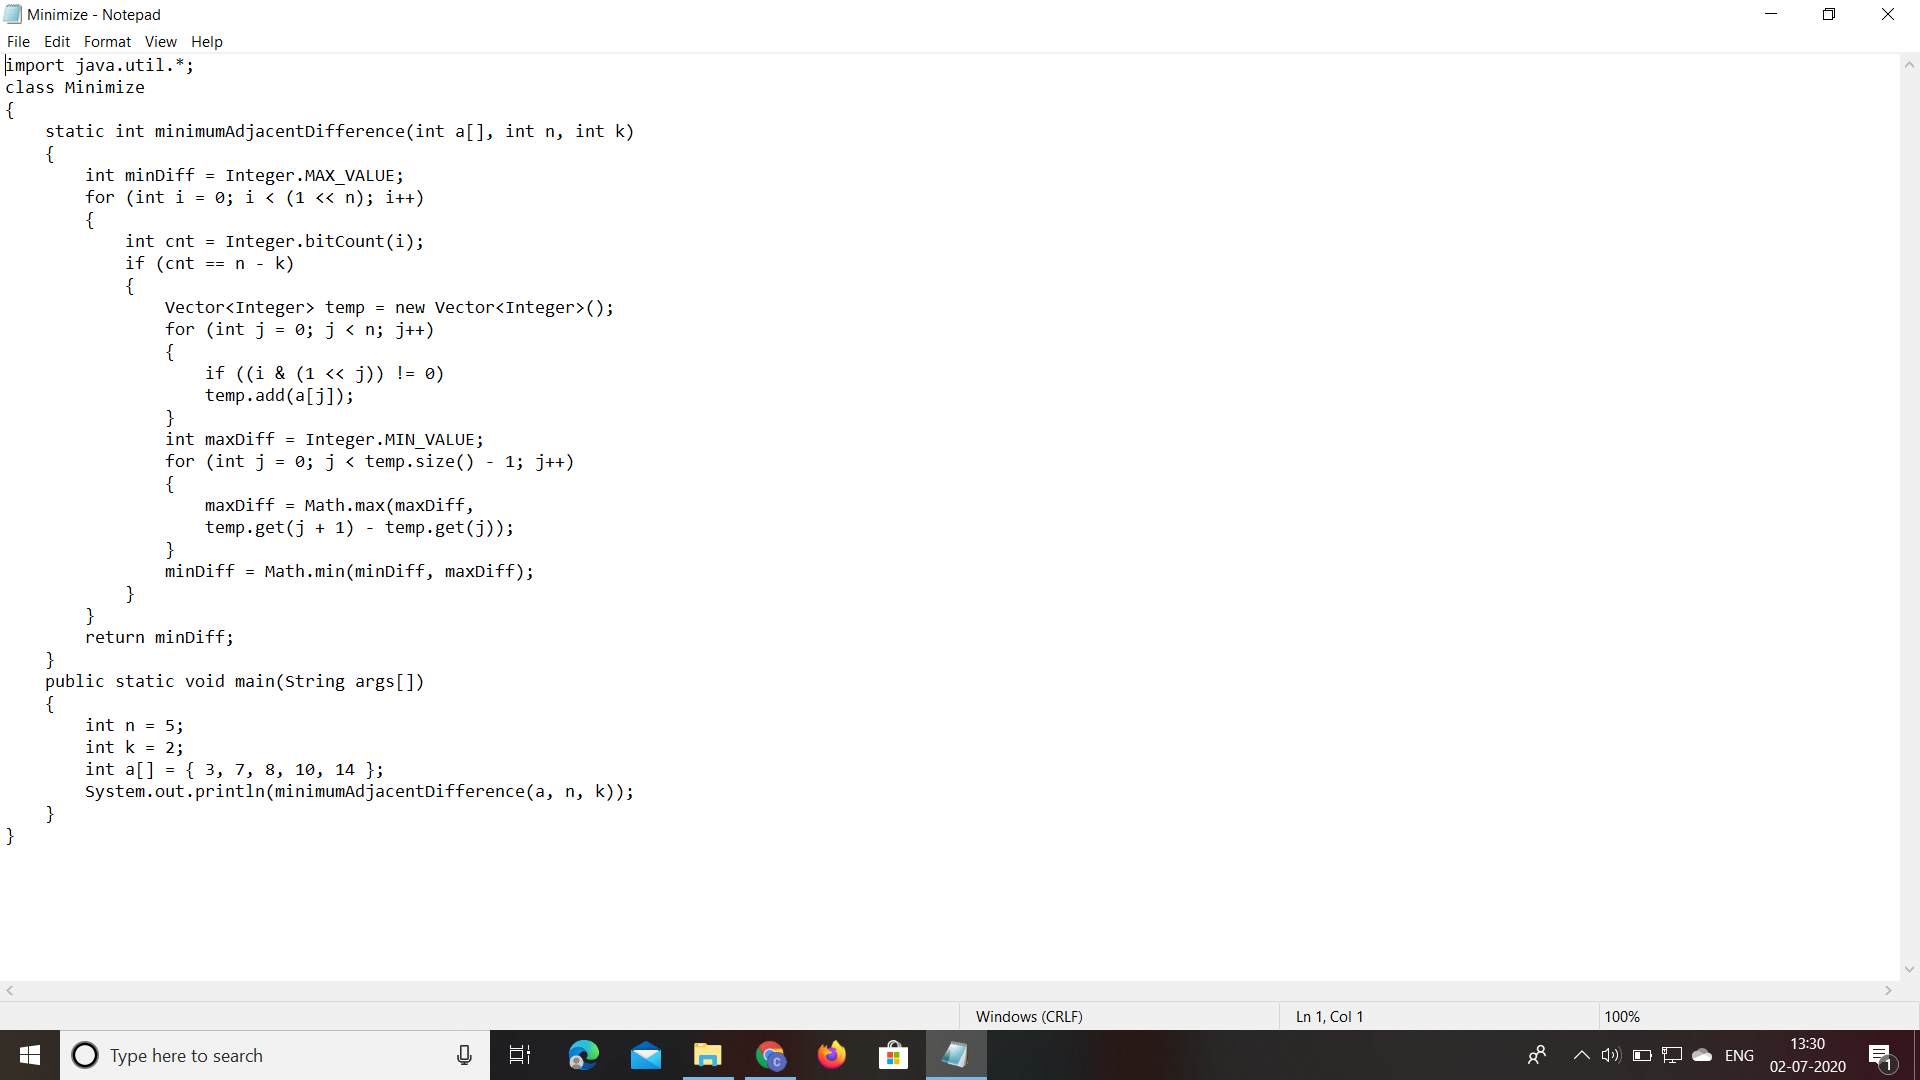 Minimize - Notepad
File Edit Format View Help
import java.util.*;
class Minimize
{
    static int minimumAdjacentDifference(int a[], int n, int k)
    {
        int minDiff = Integer.MAX_VALUE;
        for (int i = 0; i < (1 << n); i++)
        {
            int cnt = Integer.bitCount(i);
            if (cnt == n - k)
            {
                Vector<Integer> temp = new Vector<Integer>();
                for (int j = 0; j < n; j++)
                {
                    if ((i & (1 << j)) != 0)
                    temp.add(a[j]);
                }
                int maxDiff = Integer.MIN_VALUE;
                for (int j = 0; j < temp.size() - 1; j++)
                {
                    maxDiff = Math.max(maxDiff,
                    temp.get(j + 1) - temp.get(j));
                }
                minDiff = Math.min(minDiff, maxDiff);
            }
        }
        return minDiff;
    }
    public static void main(String args[])
    {
        int n = 5;
        int k = 2;
        int a[] = { 3, 7, 8, 10, 14 };
        System.out.println(minimumAdjacentDifference(a, n, k));
    }
}
Windows (CRLF) Ln 1, Col 1 100%
Type here to search
C
ENG
13:30
02-07-2020
1